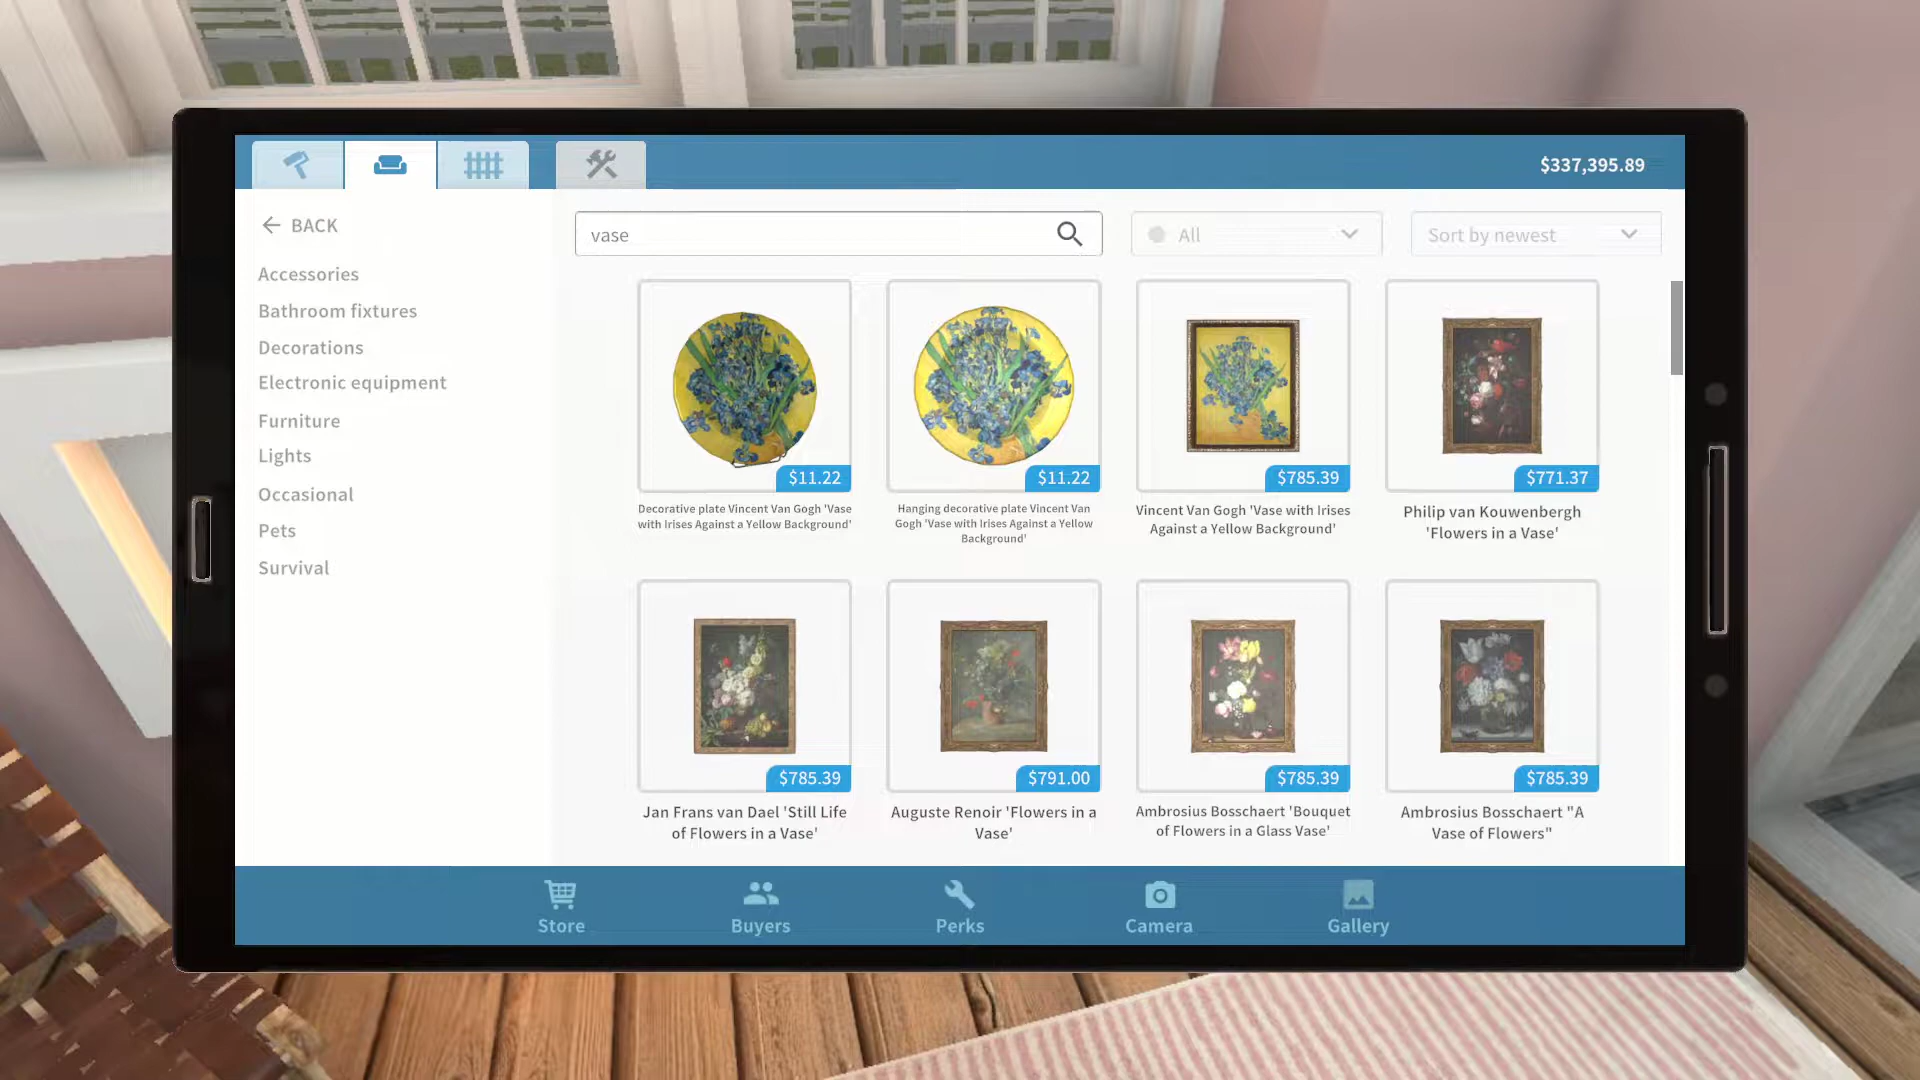 $337,395.89
BACK
vase
All
Sort by newest
Accessories
Bathroom fixtures
Decorations
Electronic equipment
Furniture
Lights
Occasional
Pets
Survival
$11.22
$11.22
$785.39
$771.37
Decorative plate Vincent Van Gogh 'Vase
with Irises Against a Yellow Background'
Hanging decorative plate Vincent Van
Gogh 'Vase with Irises Against a Yellow
Background'
Vincent Van Gogh 'Vase with Irises
Against a Yellow Background'
Philip van Kouwenbergh
'Flowers in a Vase'
$785.39
$791.00
$785.39
$785.39
Jan Frans van Dael 'Still Life
of Flowers in a Vase'
Auguste Renoir 'Flowers in a
Vase'
Ambrosius Bosschaert 'Bouquet
of Flowers in a Glass Vase'
Ambrosius Bosschaert "A
Vase of Flowers"
Store
Buyers
Perks
Camera
Gallery